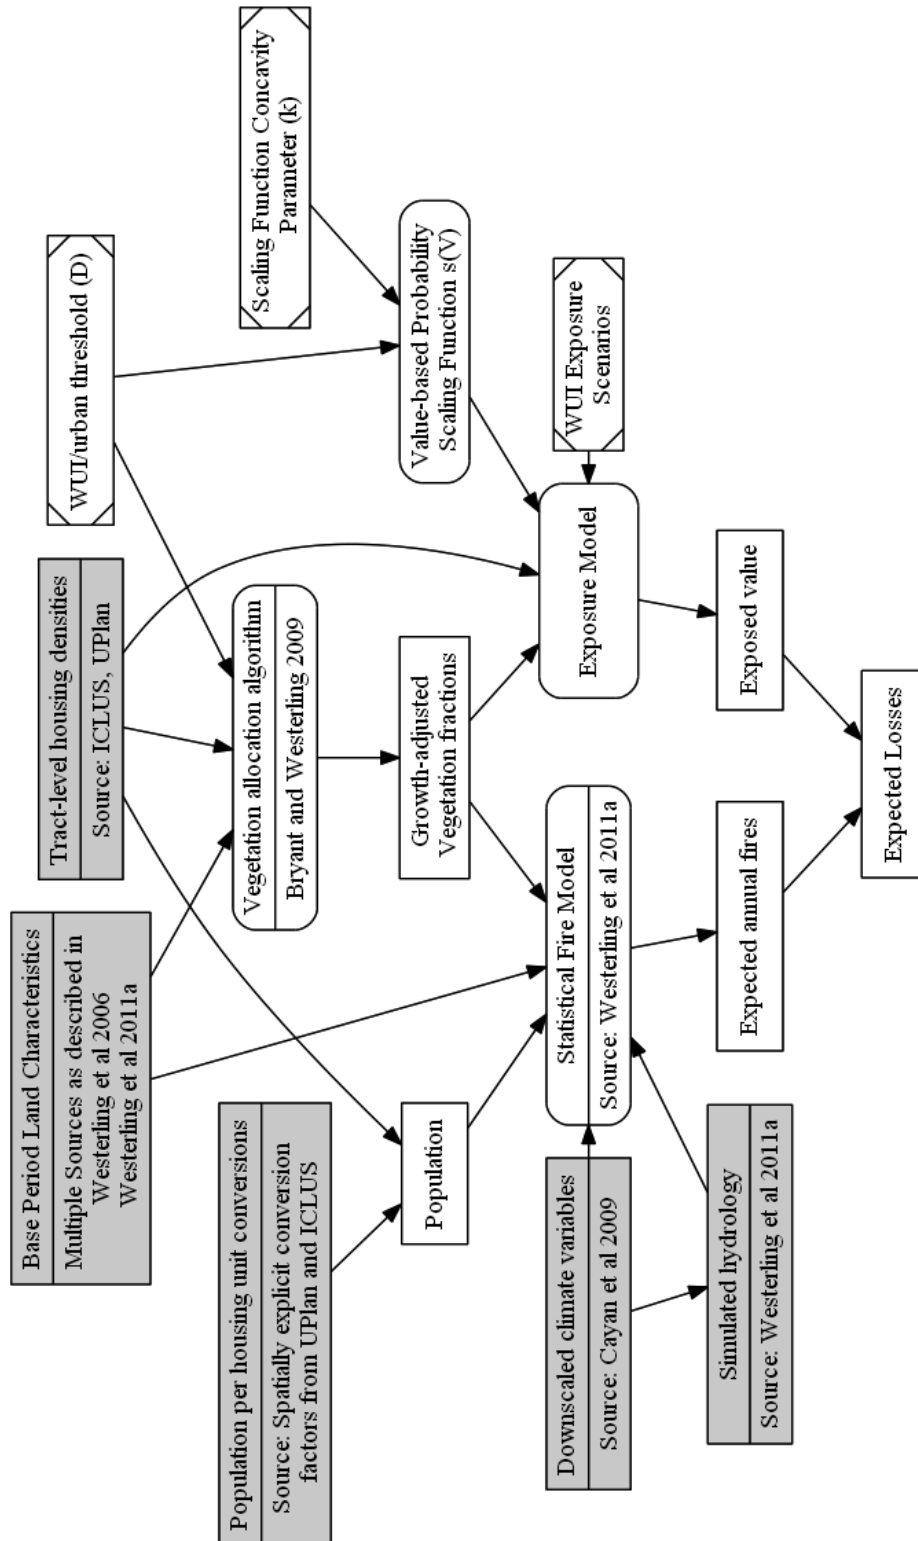 Base Period Land Characteristics
Multiple Sources as described in
Westerling et al 2006
Westerling et al 2011a
Tract-level housing densities
Source: ICLUS, UPlan
WUI/urban threshold (D)
Population per housing unit conversions
Source: Spatially explicit conversion
factors from UPlan and ICLUS
Vegetation allocation algorithm
Bryant and Westerling 2009
Scaling Function Concavity
Parameter (k)
Population
Growth-adjusted
Vegetation fractions
Value-based Probability
Scaling Function s(V)
Downscaled climate variables
Source: Cayan et al 2009
Statistical Fire Model
Source: Westerling et al 2011a
Exposure Model
WUI Exposure
Scenarios
Simulated hydrology
Source: Westerling et al 2011a
Expected annual fires
Exposed value
Expected Losses